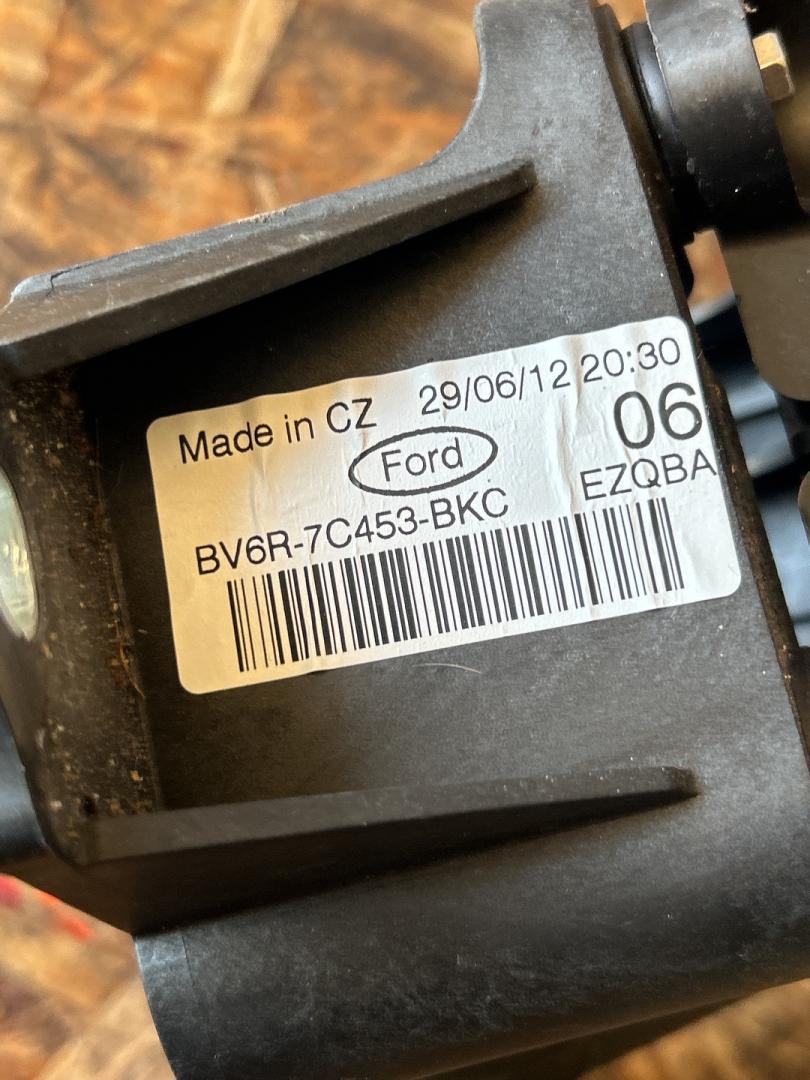 Made in CZ 29/06/12 20:30
Ford 06
BV6R-7C453-BKC EZQBA